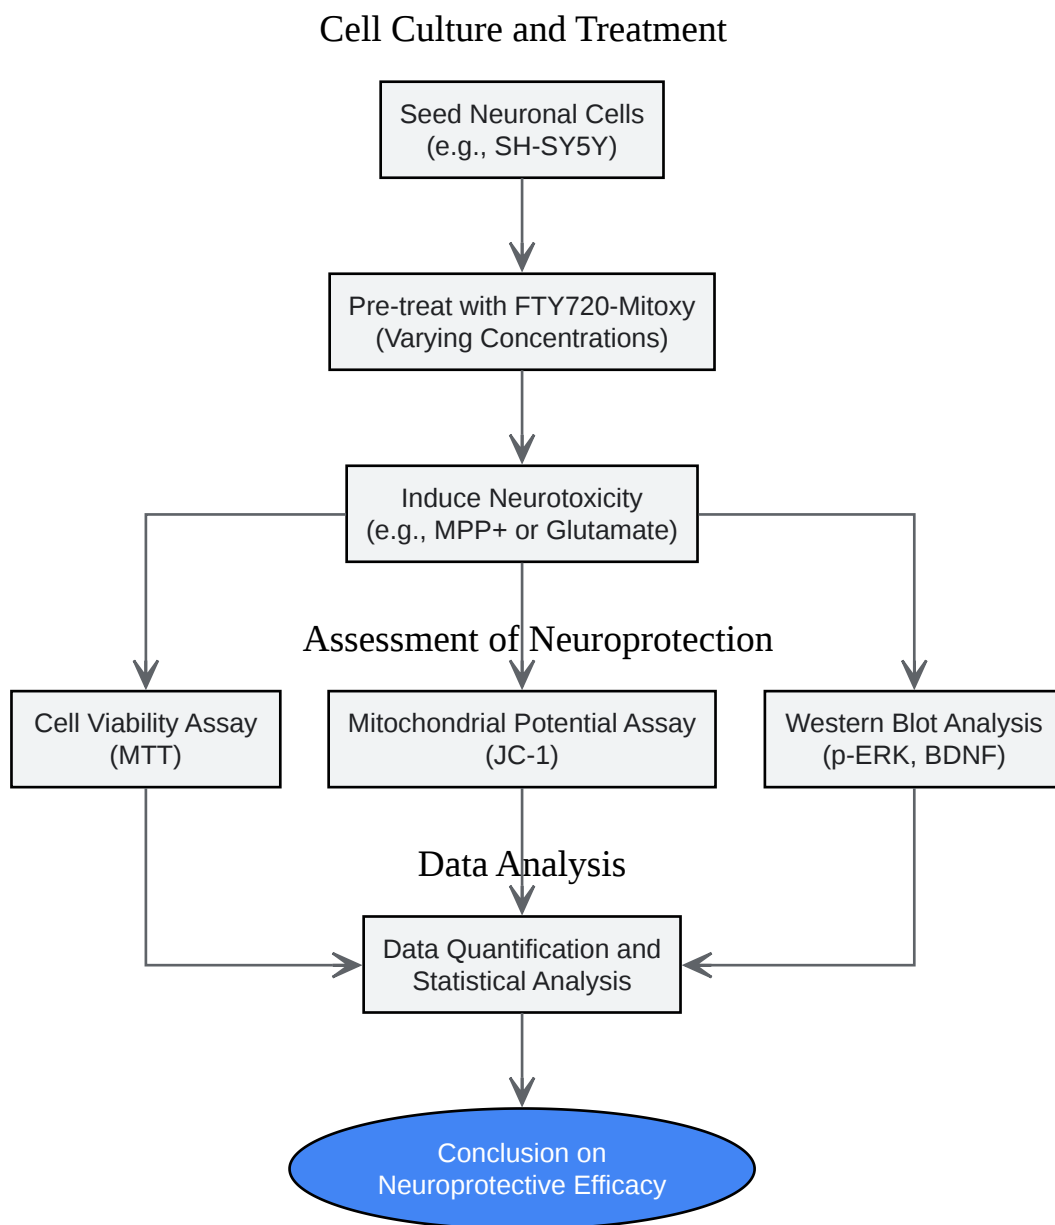 Cell Culture and Treatment
Seed Neuronal Cells
(e.g., SH-SY5Y)
Pre-treat with FTY720-Mitoxy
(Varying Concentrations)
Induce Neurotoxicity
(e.g., MPP+ or Glutamate)
Assessment of Neuroprotection
Cell Viability Assay
(MTT)
Mitochondrial Potential Assay
(JC-1)
Western Blot Analysis
(p-ERK, BDNF)
Data Analysis
Data Quantification and
Statistical Analysis
Conclusion on
Neuroprotective Efficacy